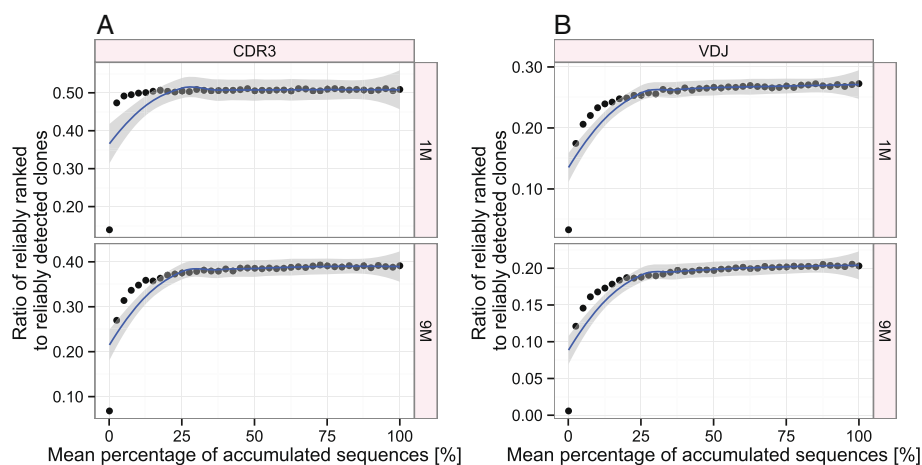 A
B
CDR3
VDJ
Ratio of reliably ranked
to reliably detected clones
0.50
0.40
0.30
0.20
1M
0.40
0.30
0.20
0.10
9M
0 25 50 75 100
Mean percentage of accumulated sequences [%]
Ratio of reliably ranked
to reliably detected clones
0.30
0.20
0.10
1M
0.20
0.15
0.10
0.05
0.00
9M
0 25 50 75 100
Mean percentage of accumulated sequences [%]